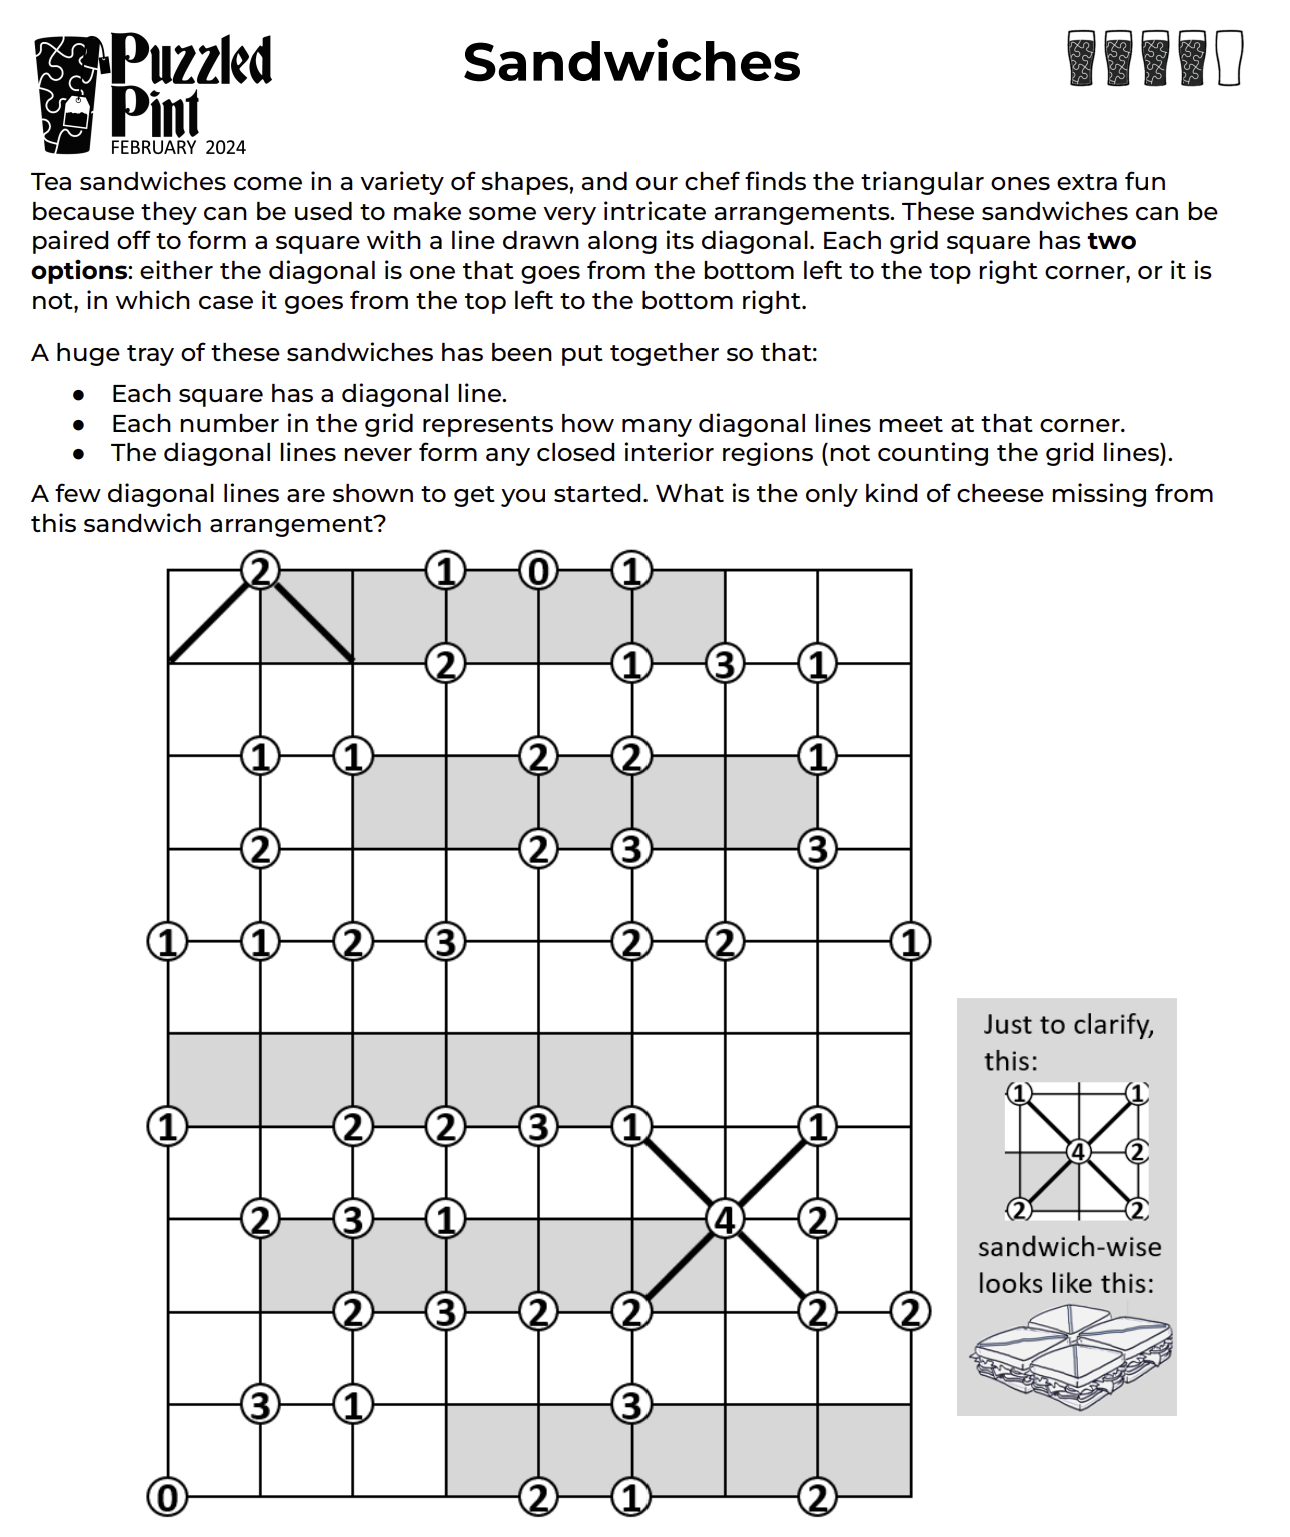 Puzzled
Pint
FEBRUARY 2024
Sandwiches
Tea sandwiches come in a variety of shapes, and our chef finds the triangular ones extra fun
because they can be used to make some very intricate arrangements. These sandwiches can be
paired off to form a square with a line drawn along its diagonal. Each grid square has two
options: either the diagonal is one that goes from the bottom left to the top right corner, or it is
not, in which case it goes from the top left to the bottom right.
A huge tray of these sandwiches has been put together so that:
● Each square has a diagonal line.
● Each number in the grid represents how many diagonal lines meet at that corner.
● The diagonal lines never form any closed interior regions (not counting the grid lines).
A few diagonal lines are shown to get you started. What is the only kind of cheese missing from
this sandwich arrangement?
2 1 0 1
2 1 3 1
1 1 2 2 1
2 2 3 3
1 1 2 3 2 2 1
1 2 2 3 1 1
2 3 1 4 2
2 3 2 2 2 2
3 1 3
0 2 1 2
Just to clarify,
this:
1 1
4 2
2 2
sandwich-wise
looks like this: